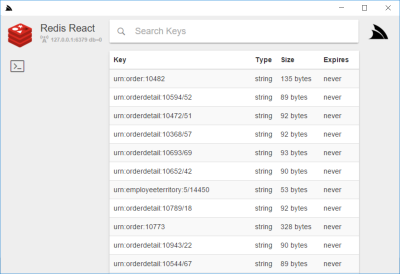 Redis React
127.0.0.1:6379 db=0
Search Keys
Key Type Size Expires
urn:order:10482 string 135 bytes never
urn:orderdetail:10594/52 string 89 bytes never
urn:orderdetail:10472/51 string 92 bytes never
urn:orderdetail:10368/57 string 92 bytes never
urn:orderdetail:10693/69 string 93 bytes never
urn:orderdetail:10652/42 string 90 bytes never
urn:employeeterritory:5/14450 string 53 bytes never
urn:orderdetail:10789/18 string 92 bytes never
urn:order:10773 string 328 bytes never
urn:orderdetail:10943/22 string 90 bytes never
urn:orderdetail:10544/67 string 89 bytes never